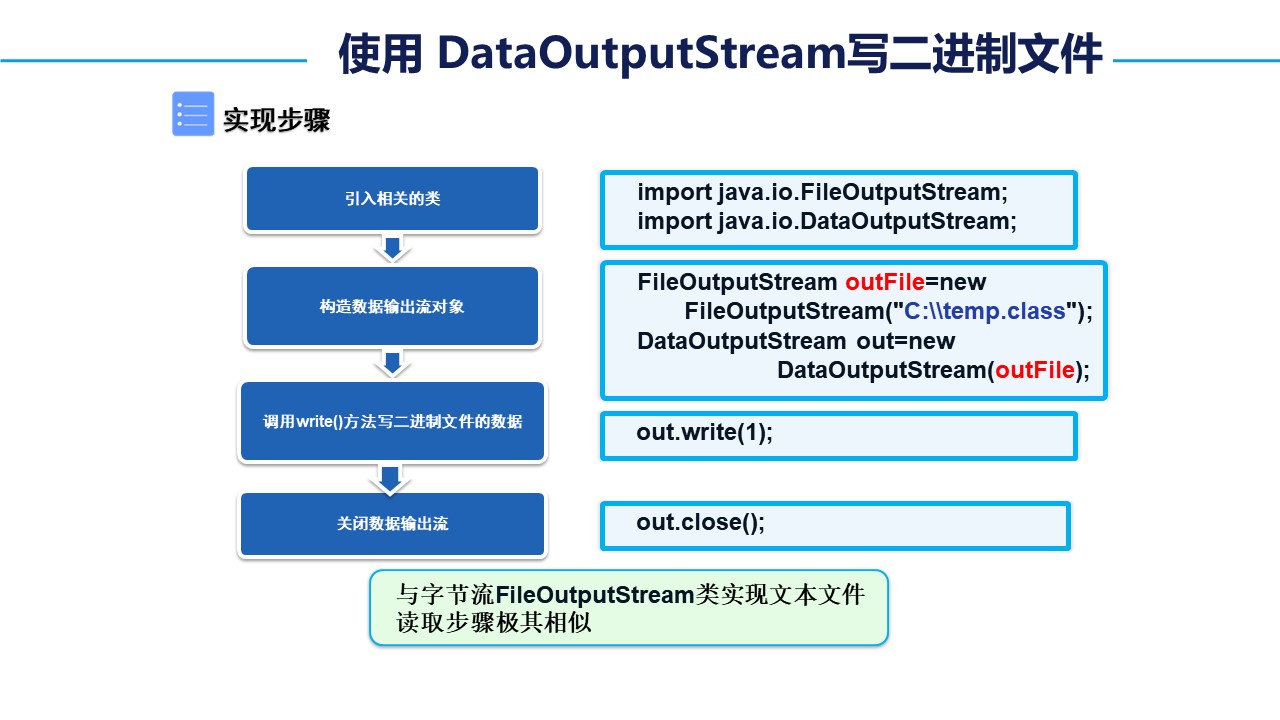 使用 DataOutputStream写二进制文件
实现步骤
引入相关的类
import java.io.FileOutputStream;
import java.io.DataOutputStream;
构造数据输出流对象
FileOutputStream outFile=new
FileOutputStream("C:\\temp.class");
DataOutputStream out=new
DataOutputStream(outFile);
调用write()方法写二进制文件的数据
out.write(1);
关闭数据输出流
out.close();
与字节流FileOutputStream类实现文本文件
读取步骤极其相似